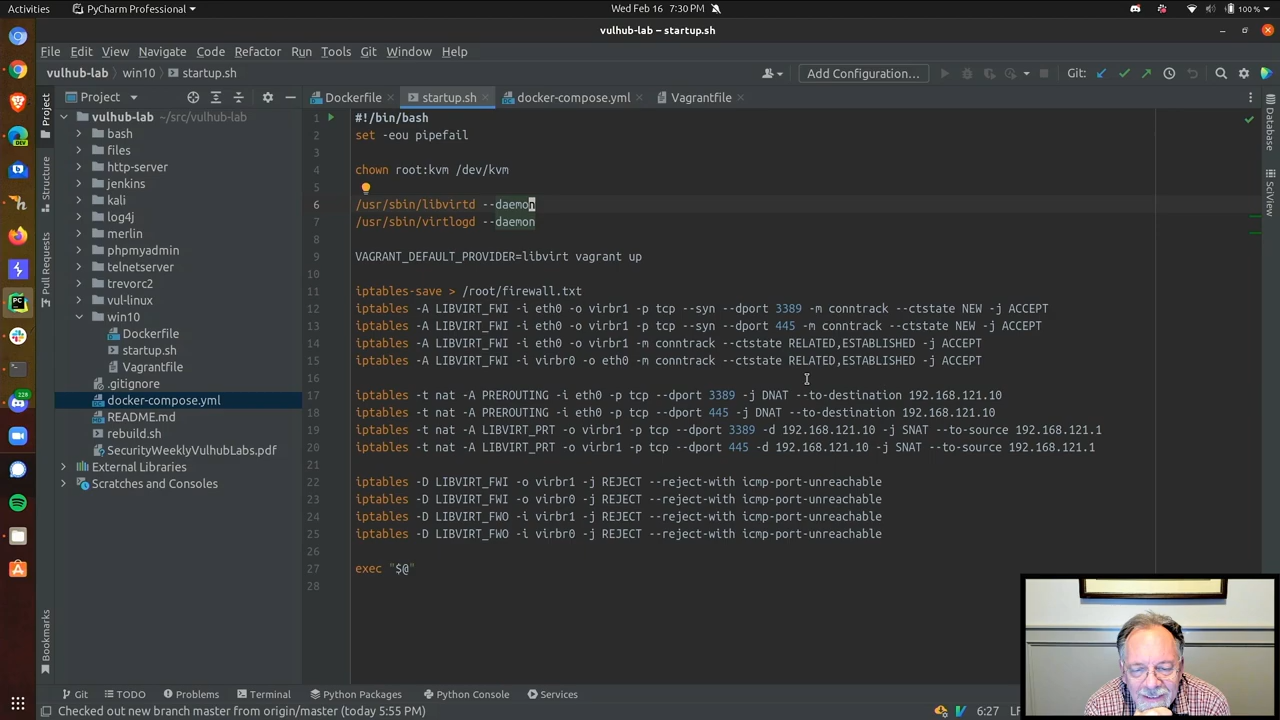 Activities
PyCharm Professional
Wed Feb 16 7:30 PM
100 %
vulhub-lab – startup.sh
File Edit View Navigate Code Refactor Run Tools Git Window Help
vulhub-lab win10 startup.sh
Add Configuration...
Git:
Project
Dockerfile startup.sh docker-compose.yml Vagrantfile
Project
Structure
Pull Requests
Bookmarks
Database
SciView
vulhub-lab ~/src/vulhub-lab
bash
files
http-server
jenkins
kali
log4j
merlin
phpmyadmin
telnetserver
trevorc2
vul-linux
win10
Dockerfile
startup.sh
Vagrantfile
.gitignore
docker-compose.yml
README.md
rebuild.sh
SecurityWeeklyVulhubLabs.pdf
External Libraries
Scratches and Consoles
1 #!/bin/bash
2 set -eou pipefail
3
4 chown root:kvm /dev/kvm
5
6 /usr/sbin/libvirtd --daemon
7 /usr/sbin/virtlogd --daemon
8
9 VAGRANT_DEFAULT_PROVIDER=libvirt vagrant up
10
11 iptables-save > /root/firewall.txt
12 iptables -A LIBVIRT_FWI -i eth0 -o virbr1 -p tcp --syn --dport 3389 -m conntrack --ctstate NEW -j ACCEPT
13 iptables -A LIBVIRT_FWI -i eth0 -o virbr1 -p tcp --syn --dport 445 -m conntrack --ctstate NEW -j ACCEPT
14 iptables -A LIBVIRT_FWI -i eth0 -o virbr1 -m conntrack --ctstate RELATED,ESTABLISHED -j ACCEPT
15 iptables -A LIBVIRT_FWI -i virbr0 -o eth0 -m conntrack --ctstate RELATED,ESTABLISHED -j ACCEPT
16
17 iptables -t nat -A PREROUTING -i eth0 -p tcp --dport 3389 -j DNAT --to-destination 192.168.121.10
18 iptables -t nat -A PREROUTING -i eth0 -p tcp --dport 445 -j DNAT --to-destination 192.168.121.10
19 iptables -t nat -A LIBVIRT_PRT -o virbr1 -p tcp --dport 3389 -d 192.168.121.10 -j SNAT --to-source 192.168.121.1
20 iptables -t nat -A LIBVIRT_PRT -o virbr1 -p tcp --dport 445 -d 192.168.121.10 -j SNAT --to-source 192.168.121.1
21
22 iptables -D LIBVIRT_FWI -o virbr1 -j REJECT --reject-with icmp-port-unreachable
23 iptables -D LIBVIRT_FWI -o virbr0 -j REJECT --reject-with icmp-port-unreachable
24 iptables -D LIBVIRT_FWO -i virbr1 -j REJECT --reject-with icmp-port-unreachable
25 iptables -D LIBVIRT_FWO -i virbr0 -j REJECT --reject-with icmp-port-unreachable
26
27 exec "$@"
28
Git TODO Problems Terminal Python Packages Python Console Services
Checked out new branch master from origin/master (today 5:55 PM)
6:27 LF
DEV
228